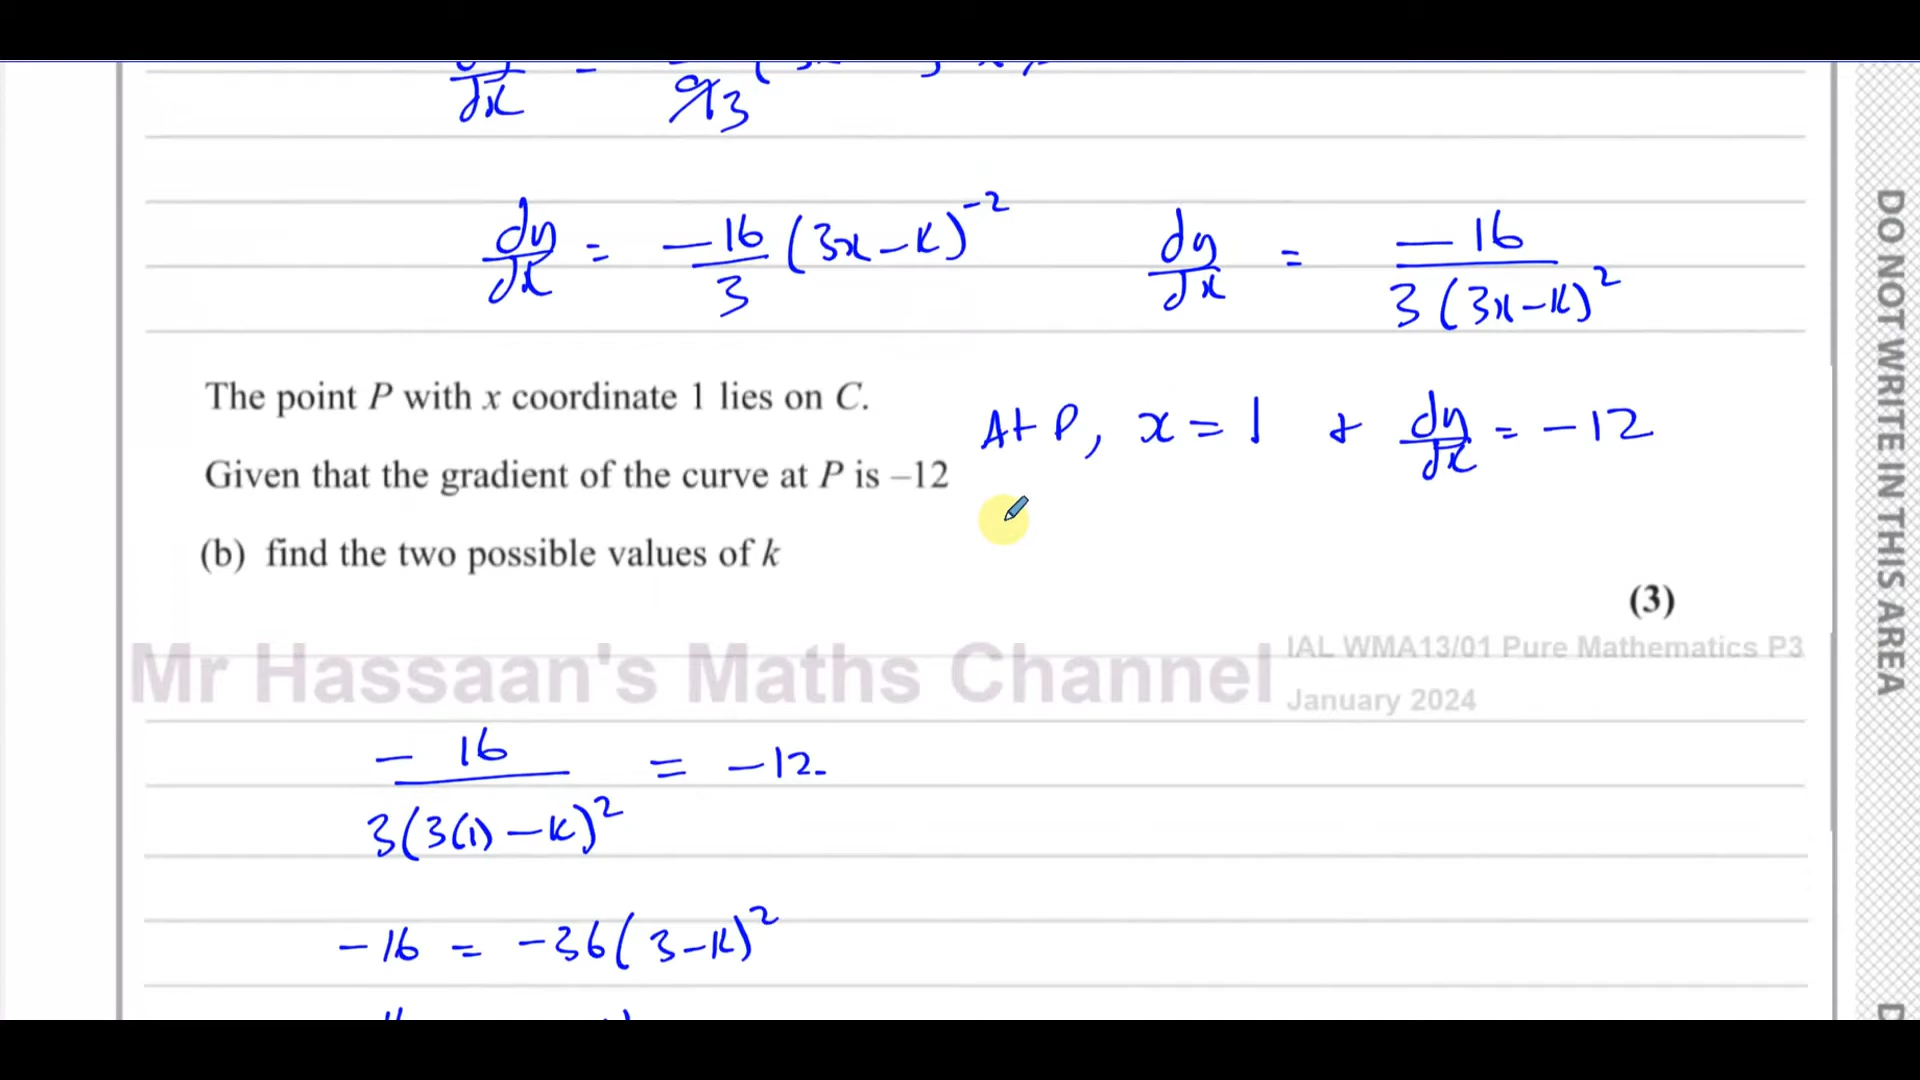 dy/dx = /93
dy/dx = -16/3 (3x-k)^-2 dy/dx = -16/3(3x-k)^2
The point P with x coordinate 1 lies on C.
At P, x = 1 & dy/dx = -12
Given that the gradient of the curve at P is –12
(b) find the two possible values of k
(3)
Mr Hassaan's Maths Channel
IAL WMA13/01 Pure Mathematics P3
January 2024
-16/3(3(1)-k)^2 = -12
-16 = -36(3-k)^2
DO NOT WRITE IN THIS AREA